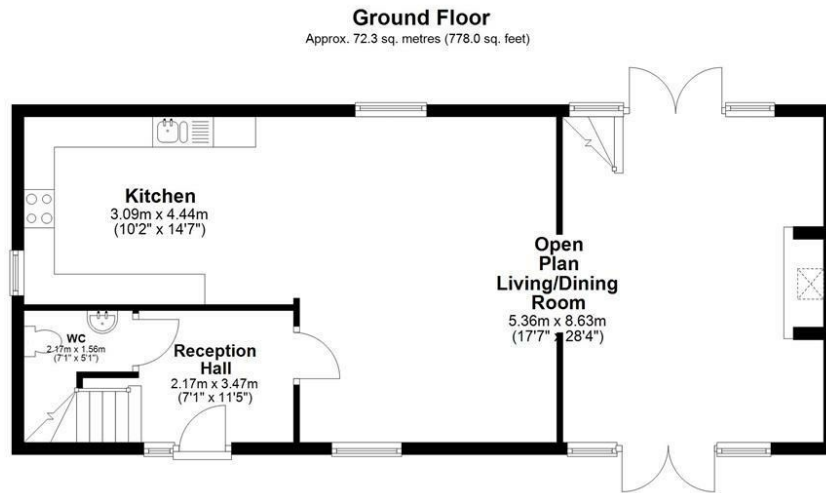 Ground Floor
Approx. 72.3 sq. metres (778.0 sq. feet)
Kitchen
3.09m x 4.44m
(10'2" x 14'7")
Open
Plan
Living/Dining
Room
5.36m x 8.63m
(17'7" x 28'4")
WC
2.17m x 1.56m
(7'1" x 5'1")
Reception
Hall
2.17m x 3.47m
(7'1" x 11'5")